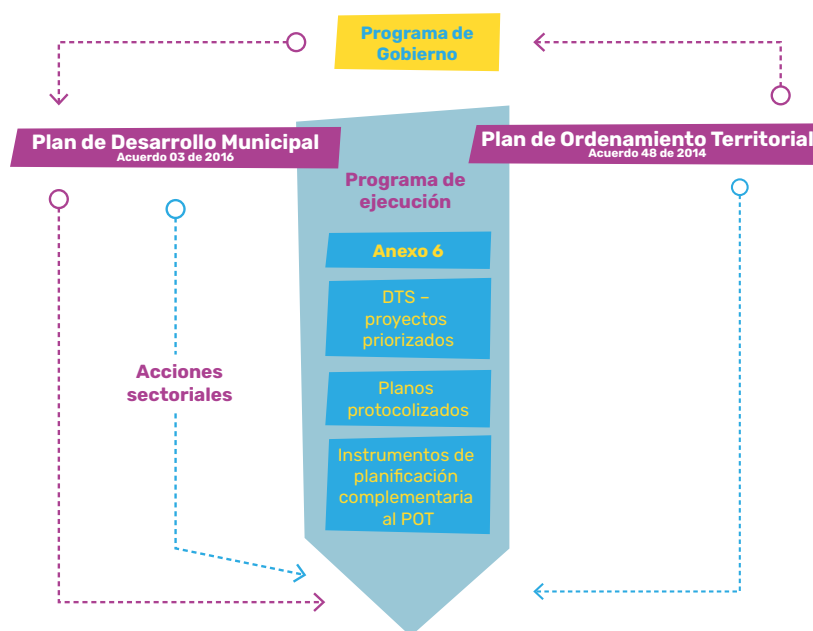 Programa de
Gobierno
Plan de Desarrollo Municipal
Acuerdo 03 de 2016
Plan de Ordenamiento Territorial
Acuerdo 48 de 2014
Programa de
ejecución
Anexo 6
DTS –
proyectos
priorizados
Acciones
sectoriales
Planos
protocolizados
Instrumentos de
planificación
complementaria
al POT